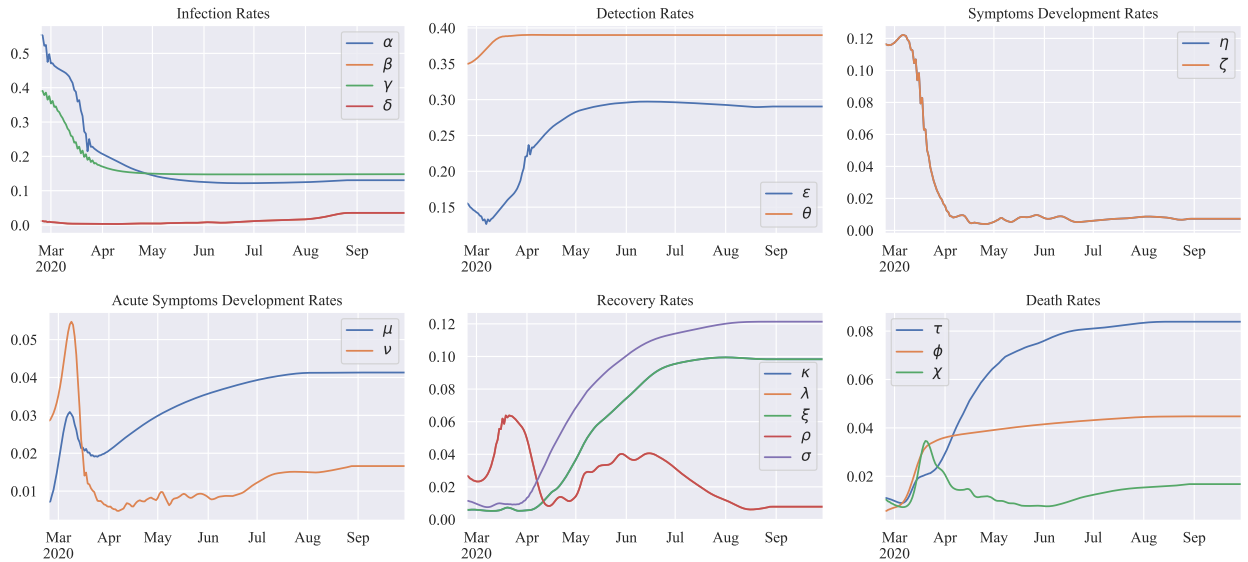 Infection Rates
0.5
0.4
0.3
0.2
0.1
0.0
α
β
γ
δ
Mar Apr May Jun Jul Aug Sep
2020
Detection Rates
0.40
0.35
0.30
0.25
0.20
0.15
ε
θ
Mar Apr May Jun Jul Aug Sep
2020
Symptoms Development Rates
0.12
0.10
0.08
0.06
0.04
0.02
0.00
η
ζ
Mar Apr May Jun Jul Aug Sep
2020
Acute Symptoms Development Rates
0.05
0.04
0.03
0.02
0.01
μ
ν
Mar Apr May Jun Jul Aug Sep
2020
Recovery Rates
0.12
0.10
0.08
0.06
0.04
0.02
0.00
κ
λ
ξ
ρ
σ
Mar Apr May Jun Jul Aug Sep
2020
Death Rates
0.08
0.06
0.04
0.02
τ
ϕ
χ
Mar Apr May Jun Jul Aug Sep
2020